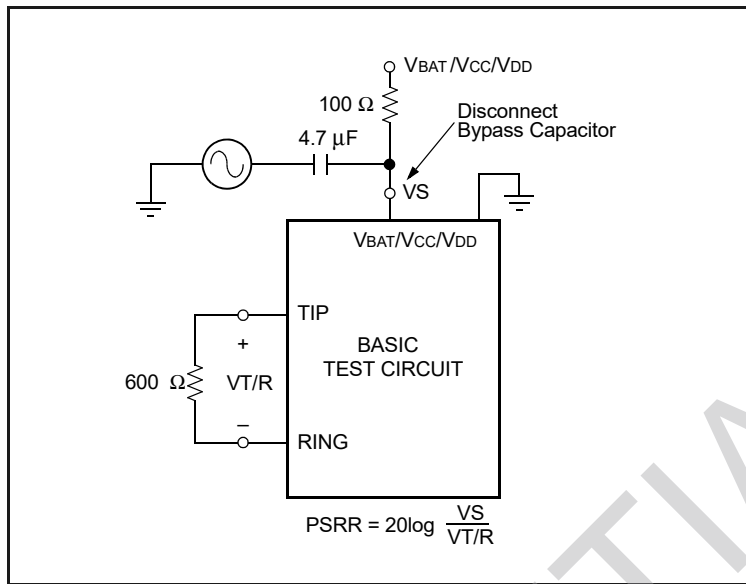 VBAT/VCC/VDD
100 Ω
Disconnect
Bypass Capacitor
4.7 μF
VS
VBAT/VCC/VDD
TIP
+
BASIC
TEST CIRCUIT
600 Ω
VT/R
–
RING
PSRR = 20log VS
VT/R
TIA